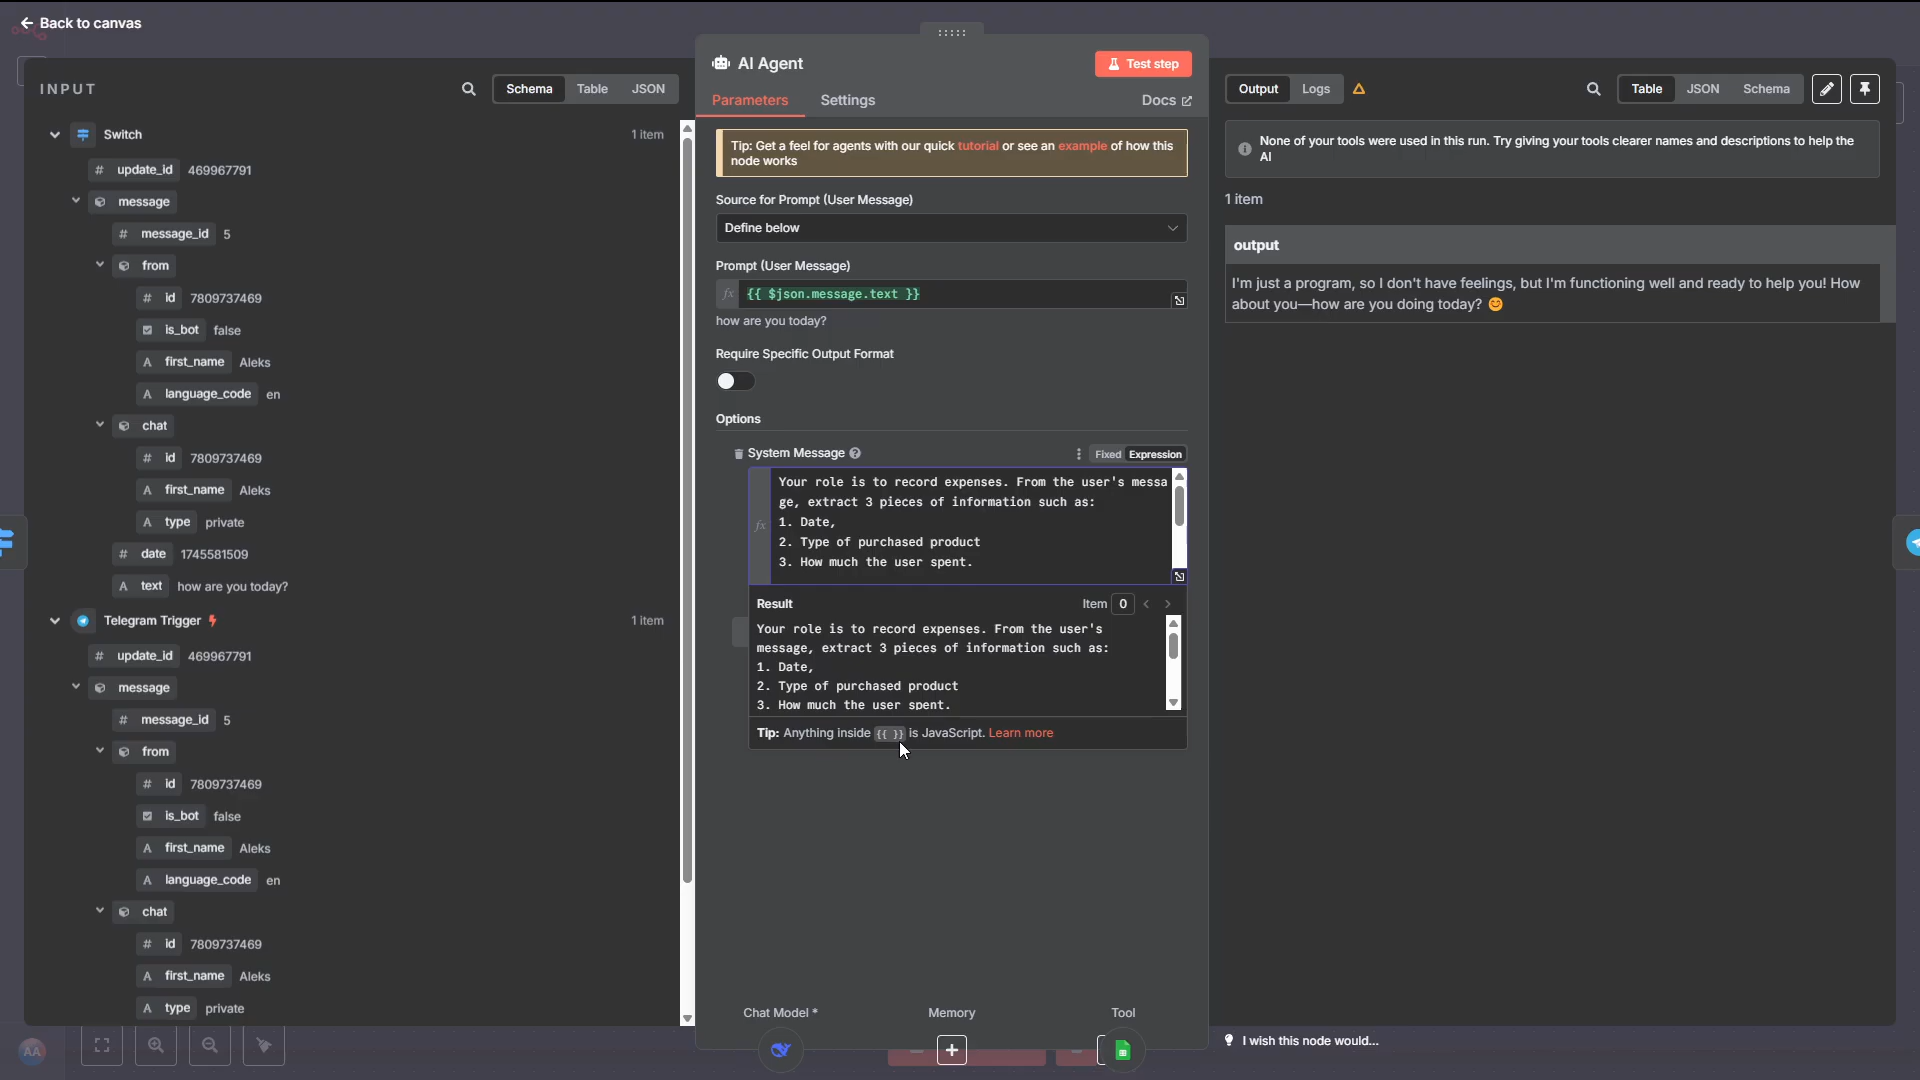 Back to canvas
INPUT
Schema
Table
JSON
Switch
1 item
# update_id 469967791
message
# message_id 5
from
# id 7809737469
is_bot false
A first_name Aleks
A language_code en
chat
# id 7809737469
A first_name Aleks
A type private
# date 1745581509
A text how are you today?
Telegram Trigger
1 item
# update_id 469967791
message
# message_id 5
from
# id 7809737469
is_bot false
A first_name Aleks
A language_code en
chat
# id 7809737469
A first_name Aleks
A type private
AA
AI Agent
Test step
Parameters
Settings
Docs
Tip: Get a feel for agents with our quick tutorial or see an example of how this
node works
Source for Prompt (User Message)
Define below
Prompt (User Message)
fx {{ $json.message.text }}
how are you today?
Require Specific Output Format
Options
System Message
Fixed Expression
fx
Your role is to record expenses. From the user's messa
ge, extract 3 pieces of information such as:
1. Date,
2. Type of purchased product
3. How much the user spent.
Result
Item 0
Your role is to record expenses. From the user's
message, extract 3 pieces of information such as:
1. Date,
2. Type of purchased product
3. How much the user spent.
Tip: Anything inside {{ }} is JavaScript. Learn more
Chat Model *
Memory
Tool
Output
Logs
Table
JSON
Schema
None of your tools were used in this run. Try giving your tools clearer names and descriptions to help the
AI
1 item
output
I'm just a program, so I don't have feelings, but I'm functioning well and ready to help you! How
about you—how are you doing today? 😊
I wish this node would...